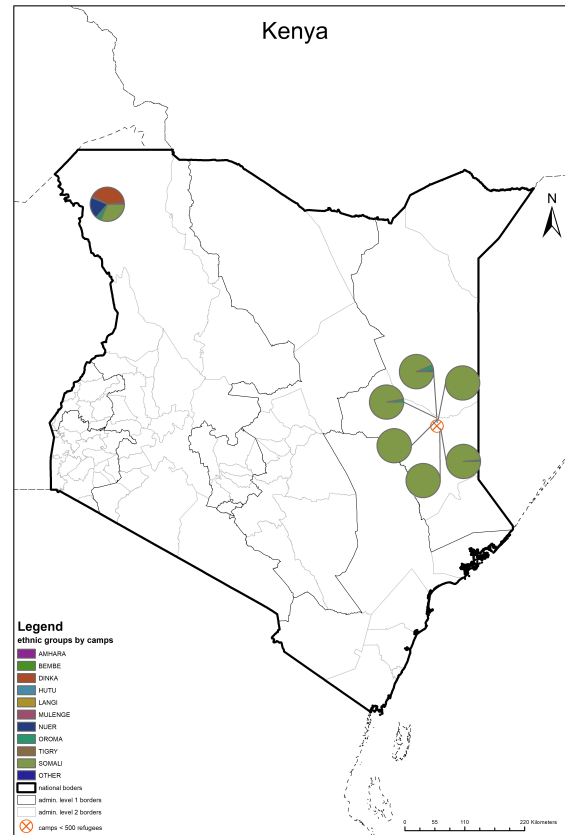 Kenya
N
Legend
ethnic groups by camps
AMHARA
BEMBE
DINKA
HUTU
LANGI
MULENGE
NUER
OROMA
TIGRY
SOMALI
OTHER
national boders
admin. level 1 borders
admin. level 2 borders
camps < 500 refugees
0 55 110 220 Kilometers